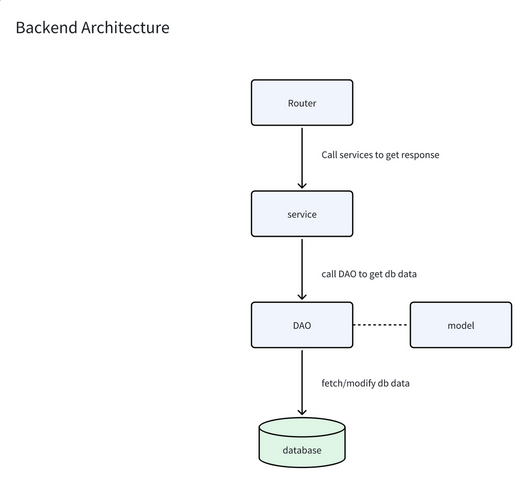 Backend Architecture
Router
Call services to get response
service
call DAO to get db data
DAO
model
fetch/modify db data
database